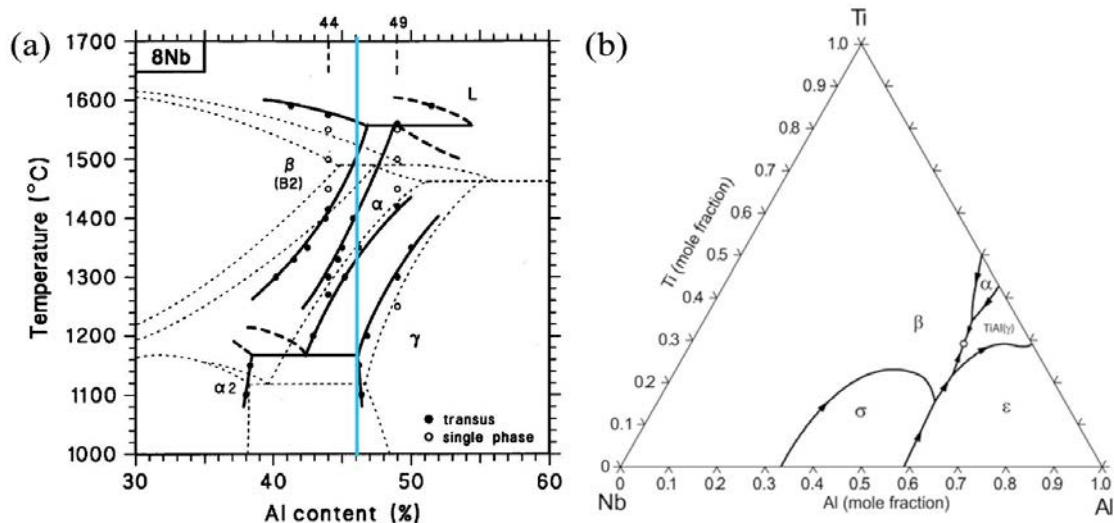 (a)
44 49
1700
8Nb
1600
1500
1400
1300
1200
1100
1000
Temperature (°C)
L
β
(B2)
α
γ
α2
● transus
○ single phase
30 40 50 60
Al content (%)
(b)
Ti
1.0
0.9
0.8
0.7
0.6
0.5
0.4
0.3
0.2
0.1
0
Ti (mole fraction)
α
β
TiAl(γ)
σ
ε
0 0.1 0.2 0.3 0.4 0.5 0.6 0.7 0.8 0.9 1.0
Nb
Al (mole fraction)
Al